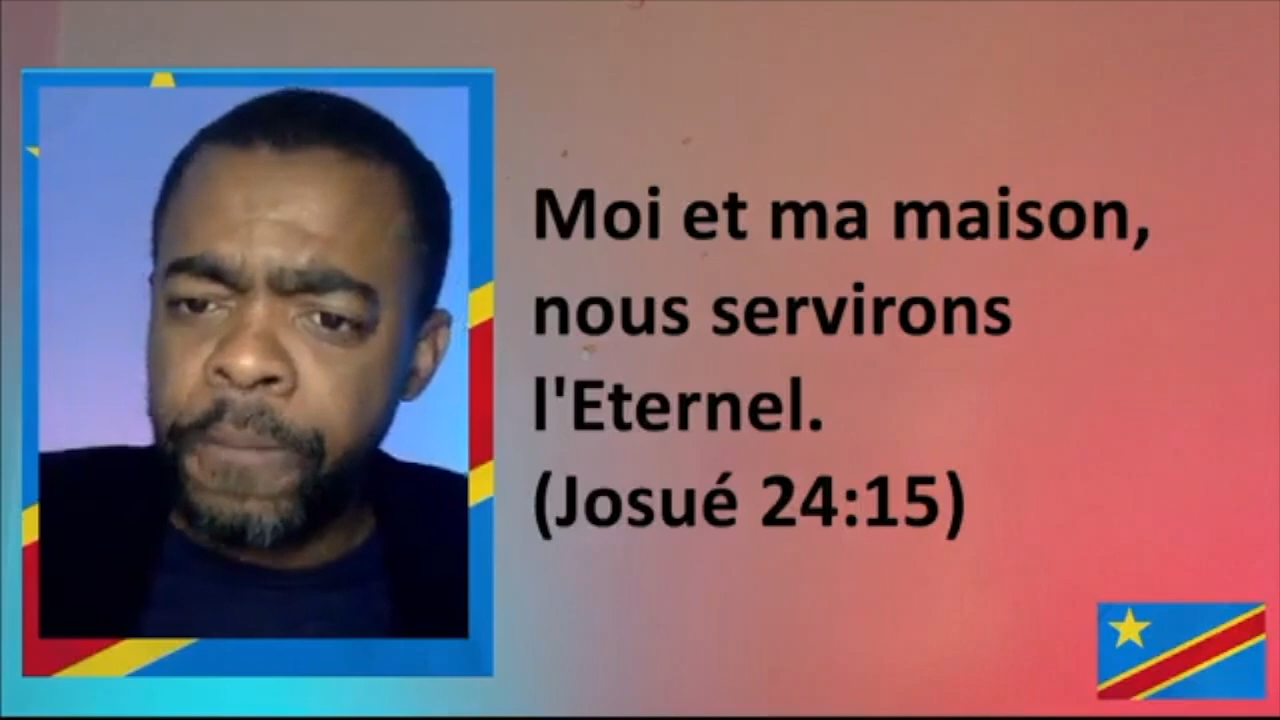 Moi et ma maison,
nous servirons
l'Eternel.
(Josué 24:15)